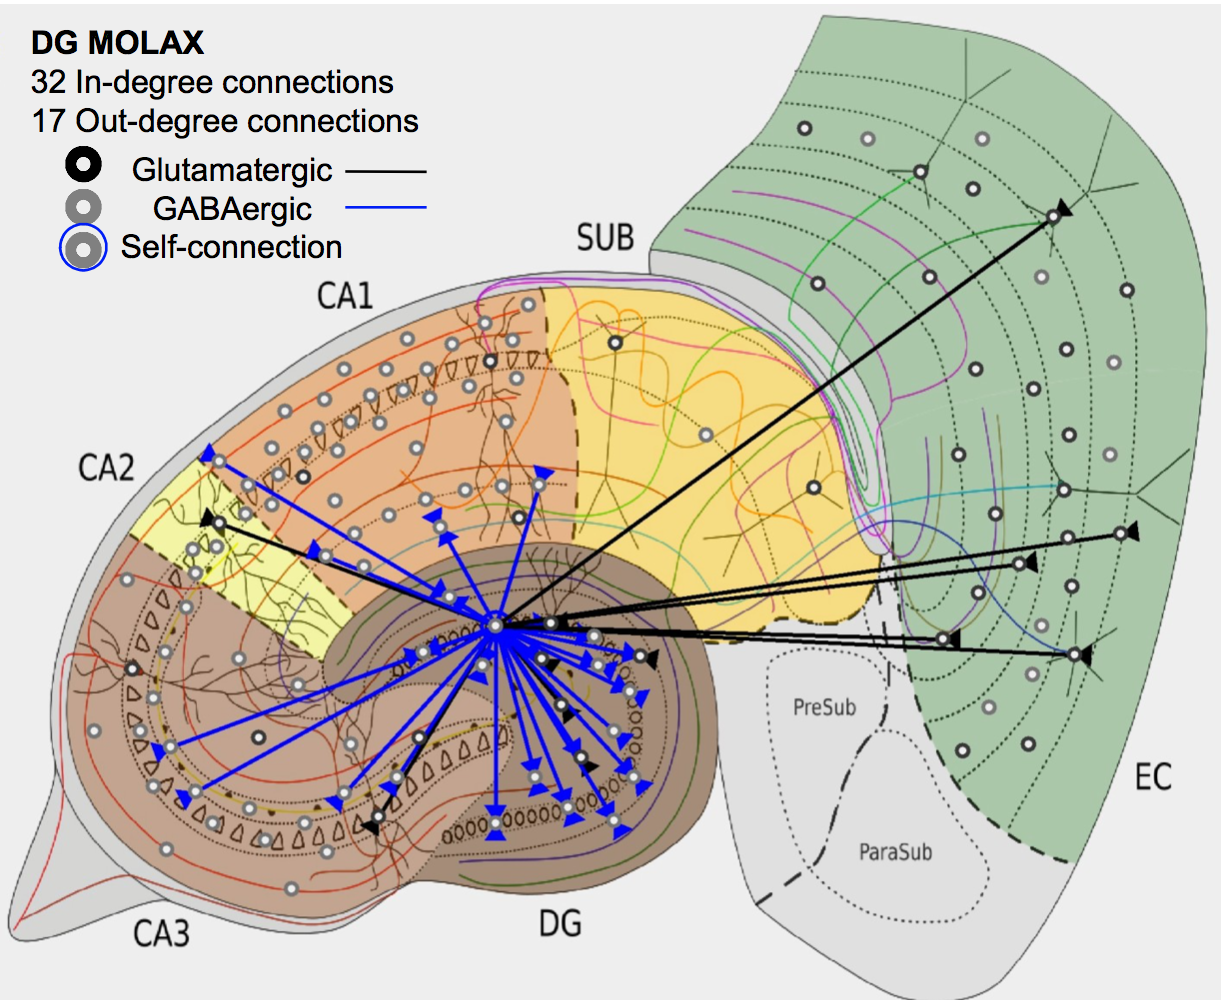 DG MOLAX
32 In-degree connections
17 Out-degree connections
Glutamatergic
GABAergic
Self-connection
SUB
CA1
CA2
PreSub
EC
ParaSub
DG
CA3